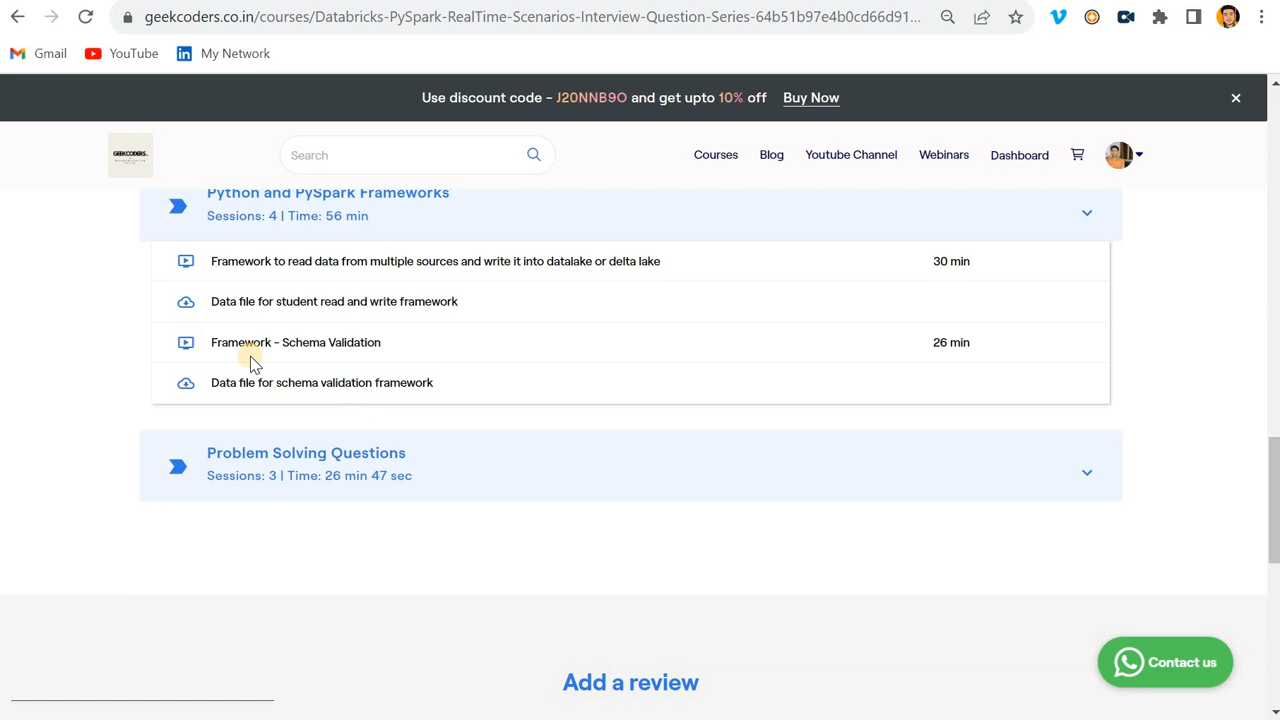 geekcoders.co.in/courses/Databricks-PySpark-RealTime-Scenarios-Interview-Question-Series-64b51b97e4b0cd66d91...
Gmail
YouTube
My Network
Use discount code - J20NNB9O and get upto 10% off Buy Now
GEEKCODERS
Search
Courses
Blog
Youtube Channel
Webinars
Dashboard
Python and PySpark Frameworks
Sessions: 4 | Time: 56 min
Framework to read data from multiple sources and write it into datalake or delta lake 30 min
Data file for student read and write framework
Framework - Schema Validation 26 min
Data file for schema validation framework
Problem Solving Questions
Sessions: 3 | Time: 26 min 47 sec
Contact us
Add a review